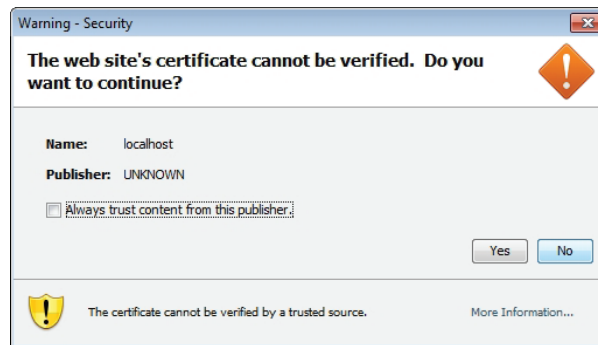 Warning - Security
The web site's certificate cannot be verified. Do you
want to continue?
Name: localhost
Publisher: UNKNOWN
Always trust content from this publisher.
Yes No
The certificate cannot be verified by a trusted source. More Information...